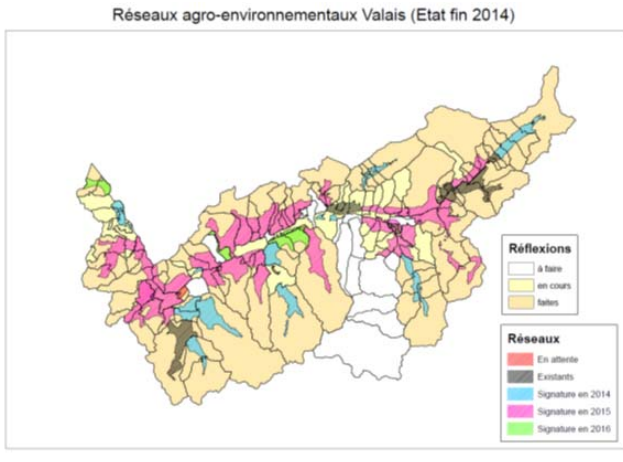 Réseaux agro-environnementaux Valais (Etat fin 2014)
Réflexions
à faire
en cours
faites
Réseaux
En attente
Existants
Signature en 2014
Signature en 2015
Signature en 2016